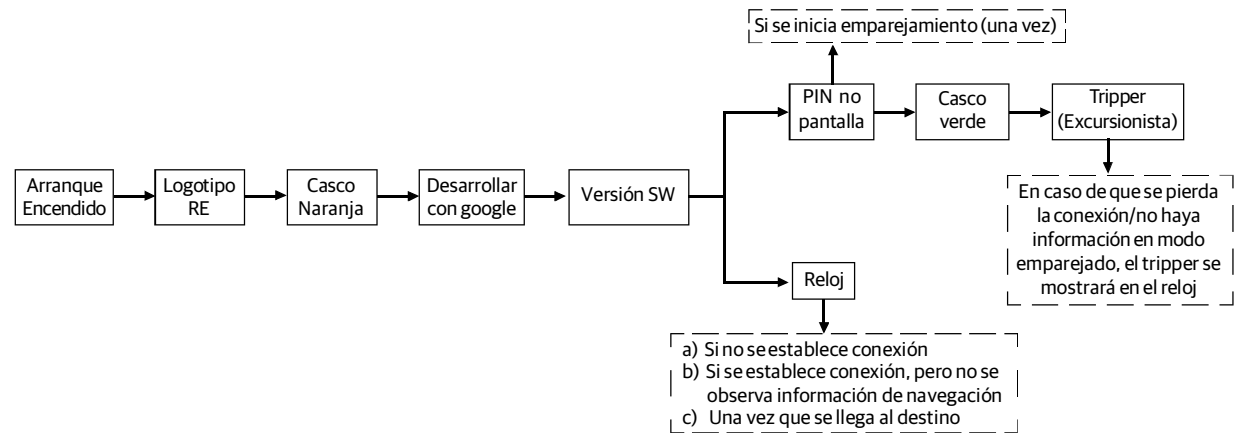 Si se inicia emparejamiento (una vez)
PIN no
pantalla
Casco
verde
Tripper
(Excursionista)
Arranque
Encendido
Logotipo
RE
Casco
Naranja
Desarrollar
con google
Versión SW
En caso de que se pierda
la conexión/no haya
información en modo
emparejado, el tripper se
mostrará en el reloj
Reloj
a) Si no se establece conexión
b) Si se establece conexión, pero no se
observa información de navegación
c) Una vez que se llega al destino